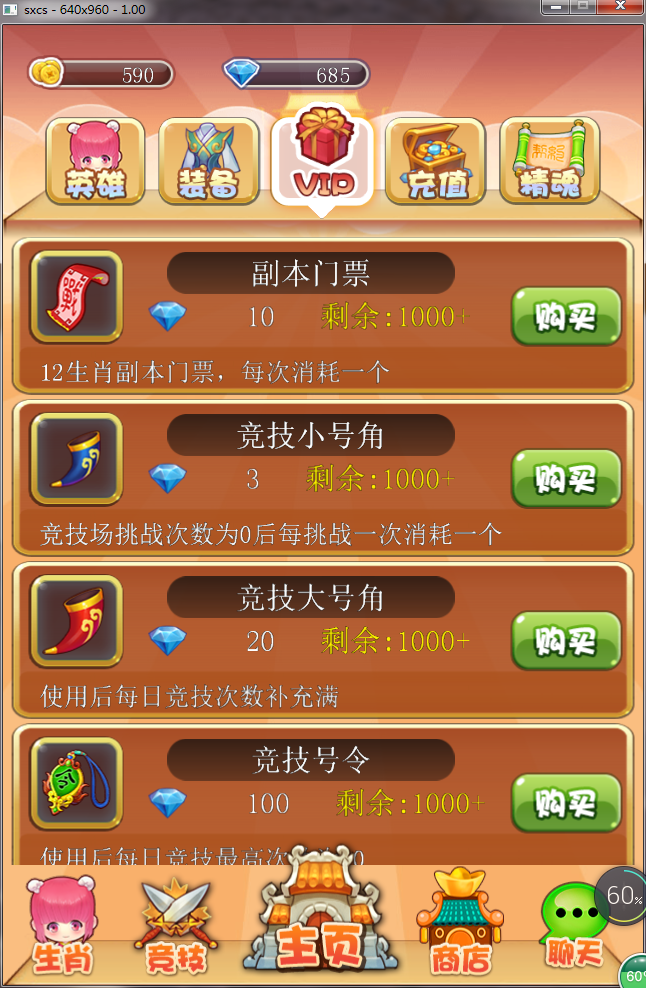 sxcs - 640x960 - 1.00
590
685
英雄
装备
VIP
充值
精魂
副本门票
10
剩余:1000+
购买
12生肖副本门票，每次消耗一个
竞技小号角
3
剩余:1000+
购买
竞技场挑战次数为0后每挑战一次消耗一个
竞技大号角
20
剩余:1000+
购买
使用后每日竞技次数补充满
竞技号令
100
剩余:1000+
购买
使用后每日竞技最高次
生肖
竞技
主页
商店
聊天
60%
60